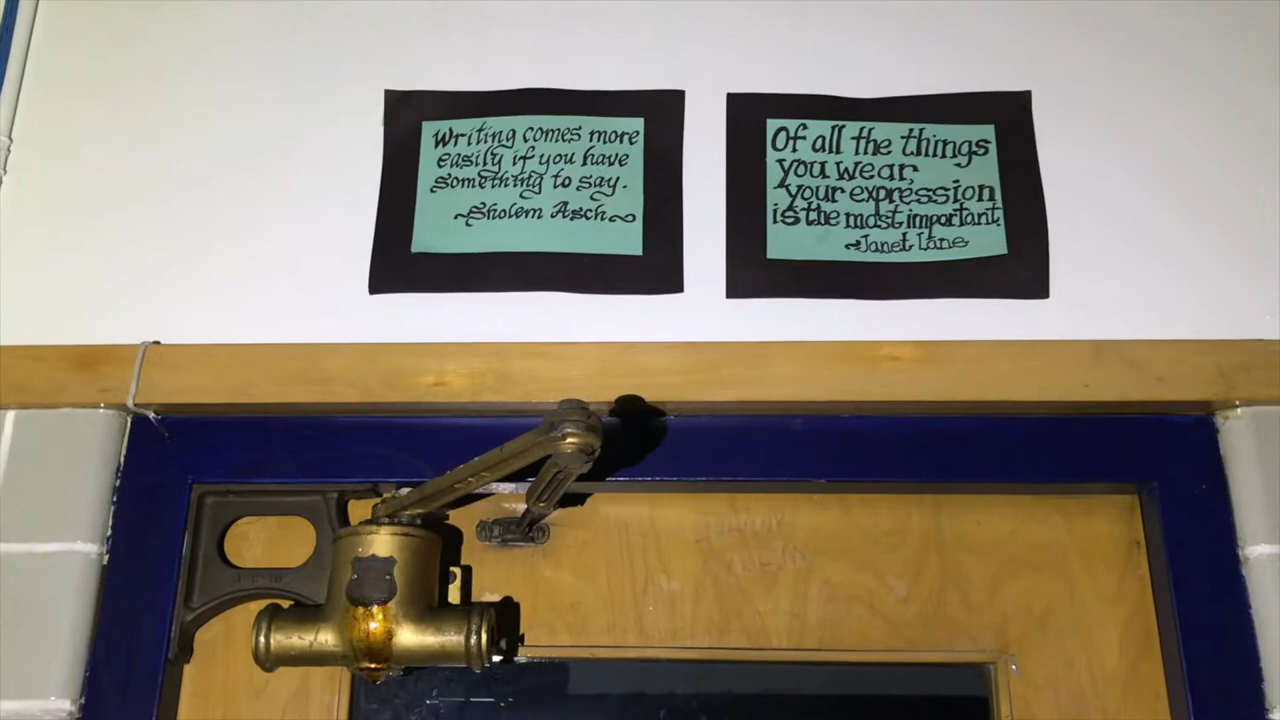 Writing comes more
easily if you have
something to say.
~Sholem Asch~
Of all the things
you wear,
your expression
is the most important.
~Janet Lane